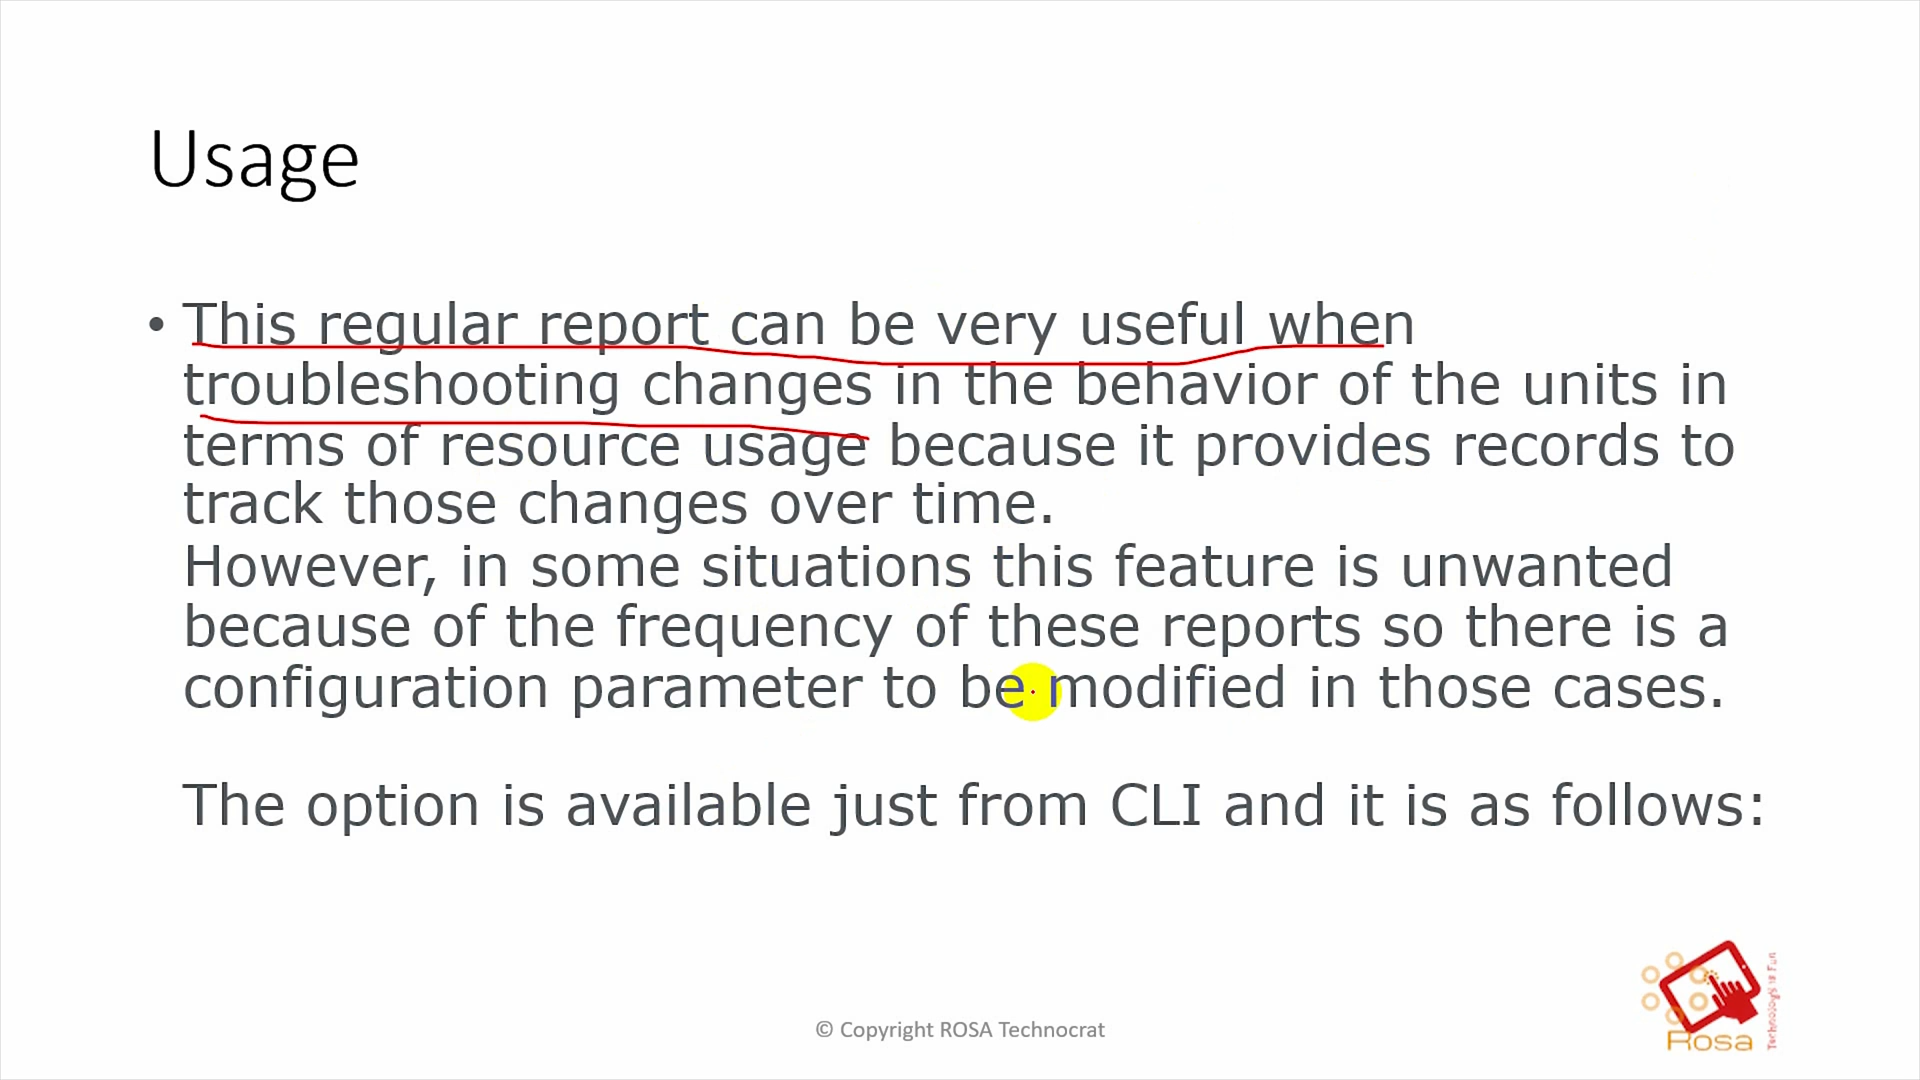 Usage
• This regular report can be very useful when
troubleshooting changes in the behavior of the units in
terms of resource usage because it provides records to
track those changes over time.
However, in some situations this feature is unwanted
because of the frequency of these reports so there is a
configuration parameter to be modified in those cases.
The option is available just from CLI and it is as follows:
© Copyright ROSA Technocrat
Rosa
Technology is Fun